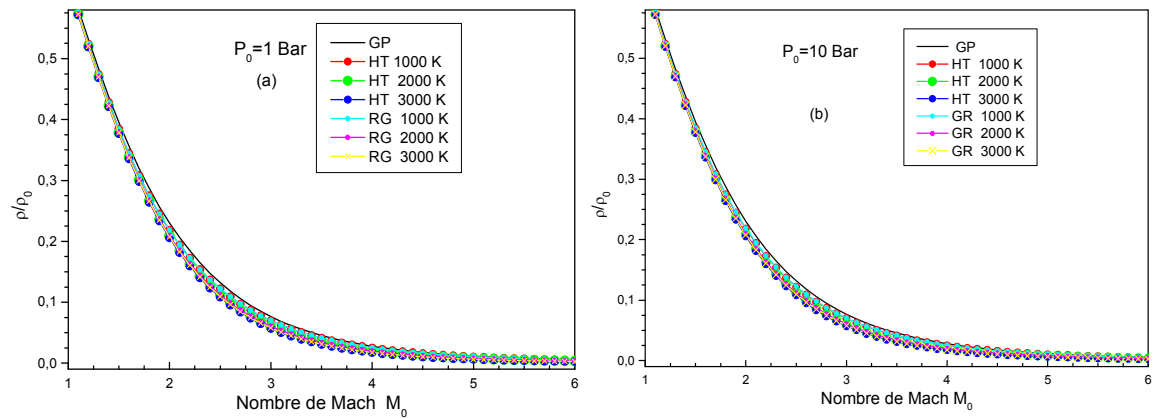 P0=1 Bar
(a)
GP
HT 1000 K
HT 2000 K
HT 3000 K
RG 1000 K
RG 2000 K
RG 3000 K
0,5
0,4
0,3
0,2
0,1
0,0
ρ/ρ0
1 2 3 4 5 6
Nombre de Mach M0
P0=10 Bar
(b)
GP
HT 1000 K
HT 2000 K
HT 3000 K
GR 1000 K
GR 2000 K
GR 3000 K
0,5
0,4
0,3
0,2
0,1
0,0
ρ/ρ0
1 2 3 4 5 6
Nombre de Mach M0